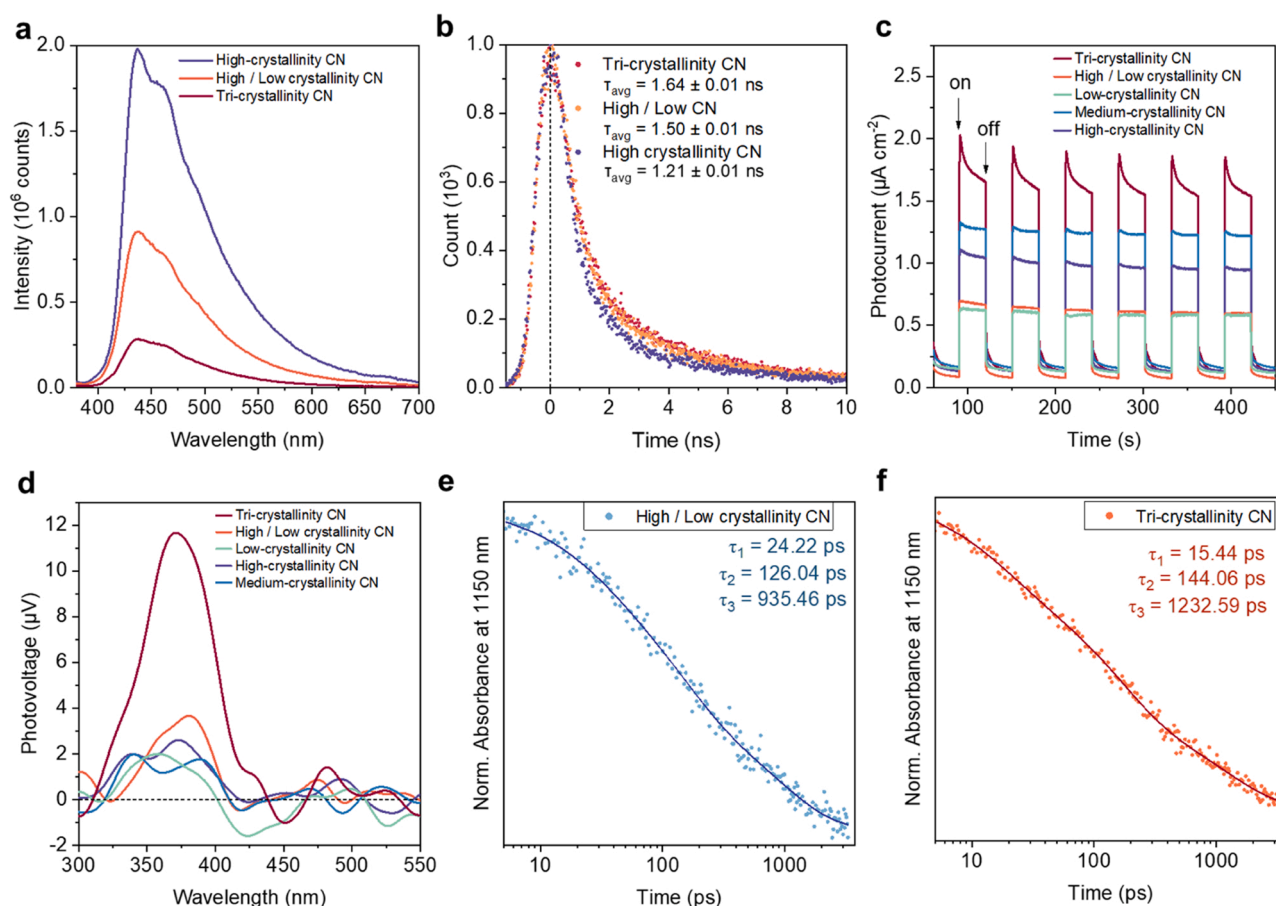 a
2.0
1.5
1.0
0.5
0.0
400
450
500
550
600
650
700
Intensity (10⁶ counts)
Wavelength (nm)
High-crystallinity CN
High / Low crystallinity CN
Tri-crystallinity CN
b
1.0
0.8
0.6
0.4
0.2
0.0
0
2
4
6
8
10
Count (10³)
Time (ns)
Tri-crystallinity CN
τavg = 1.64 ± 0.01 ns
High / Low CN
τavg = 1.50 ± 0.01 ns
High crystallinity CN
τavg = 1.21 ± 0.01 ns
c
2.5
2.0
1.5
1.0
0.5
0.0
100
200
300
400
Photocurrent (µA cm⁻²)
Time (s)
Tri-crystallinity CN
High / Low crystallinity CN
Low-crystallinity CN
Medium-crystallinity CN
High-crystallinity CN
on
off
d
12
10
8
6
4
2
0
-2
300
350
400
450
500
550
Photovoltage (µV)
Wavelength (nm)
Tri-crystallinity CN
High / Low crystallinity CN
Low-crystallinity CN
High-crystallinity CN
Medium-crystallinity CN
e
Norm. Absorbance at 1150 nm
High / Low crystallinity CN
τ₁ = 24.22 ps
τ₂ = 126.04 ps
τ₃ = 935.46 ps
10
100
1000
Time (ps)
f
Norm. Absorbance at 1150 nm
Tri-crystallinity CN
τ₁ = 15.44 ps
τ₂ = 144.06 ps
τ₃ = 1232.59 ps
10
100
1000
Time (ps)